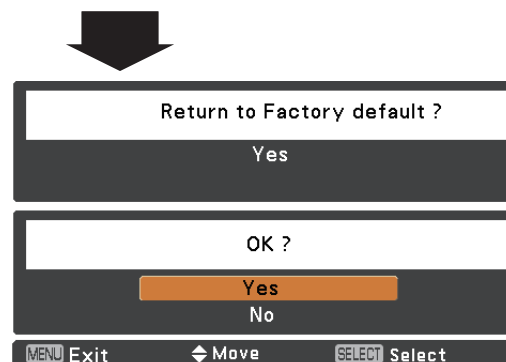 Return to Factory default ?
Yes
OK ?
Yes
No
MENU Exit Move SELECT Select